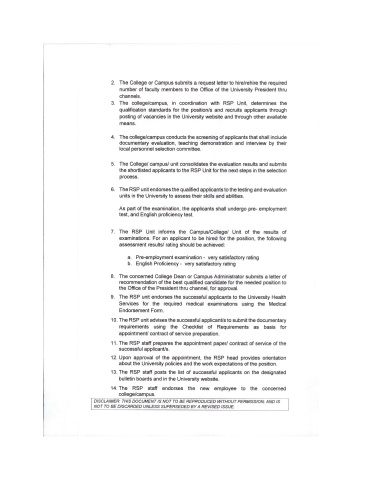 2. The College or Campus submits a request letter to hire/rehire the required
number of faculty members to the Office of the University President thru
channels.
3. The college/campus, in coordination with RSP Unit, determines the
qualification standards for the position/s and recruits applicants through
posting of vacancies in the University website and through other available
means.
4. The college/campus conducts the screening of applicants that shall include
documentary evaluation, teaching demonstration and interview by their
local personnel selection committee.
5. The College/ campus/ unit consolidates the evaluation results and submits
the shortlisted applicants to the RSP Unit for the next steps in the selection
process.
6. The RSP unit endorses the qualified applicants to the testing and evaluation
units in the University to assess their skills and abilities.
As part of the examination, the applicants shall undergo pre- employment
test, and English proficiency test.
7. The RSP Unit informs the Campus/College/ Unit of the results of
examinations. For an applicant to be hired for the position, the following
assessment results/ rating should be achieved:
a. Pre-employment examination - very satisfactory rating
b. English Proficiency - very satisfactory rating
8. The concerned College Dean or Campus Administrator submits a letter of
recommendation of the best qualified candidate for the needed position to
the Office of the President thru channel, for approval.
9. The RSP unit endorses the successful applicants to the University Health
Services for the required medical examinations using the Medical
Endorsement Form.
10. The RSP unit advises the successful applicant/s to submit the documentary
requirements using the Checklist of Requirements as basis for
appointment/ contract of service preparation.
11. The RSP staff prepares the appointment paper/ contract of service of the
successful applicant/s.
12. Upon approval of the appointment, the RSP head provides orientation
about the University policies and the work expectations of the position.
13. The RSP staff posts the list of successful applicants on the designated
bulletin boards and in the University website.
14. The RSP staff endorses the new employee to the concerned
college/campus.
DISCLAIMER: THIS DOCUMENT IS NOT TO BE REPRODUCED WITHOUT PERMISSION, AND IS
NOT TO BE DISCARDED UNLESS SUPERSEDED BY A REVISED ISSUE.